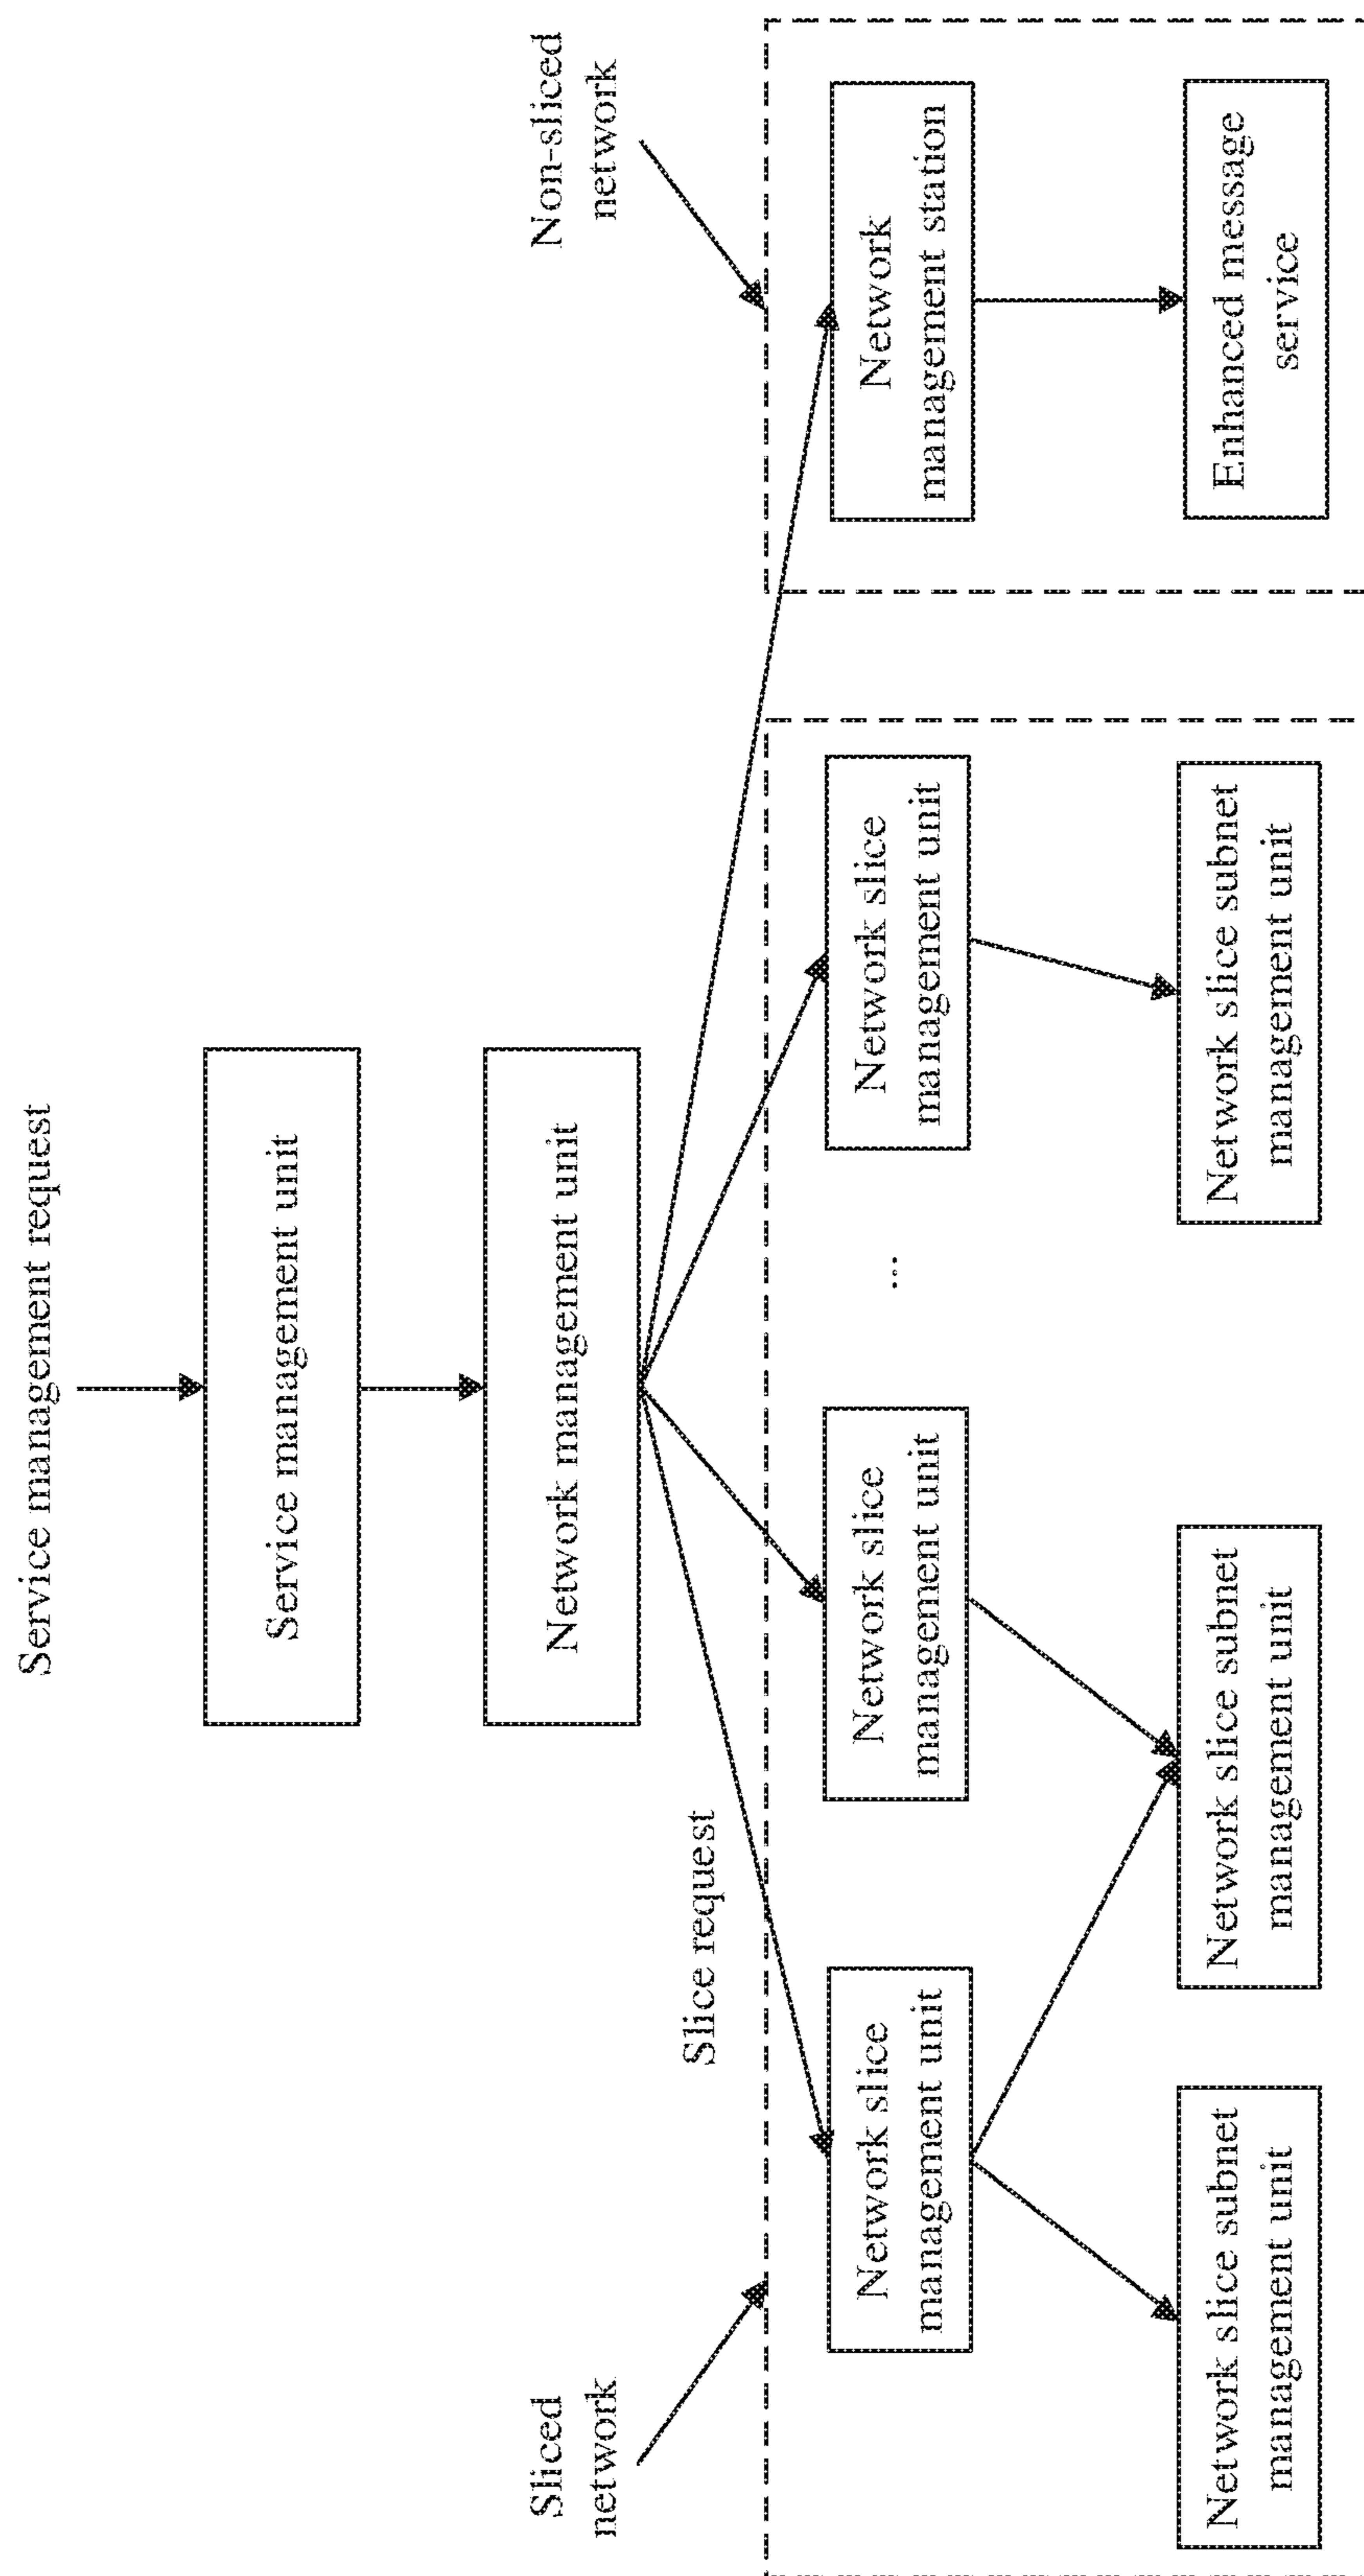 Service management request
Service management unit
Network management unit
Sliced
network
Slice request
Non-sliced
network
Network slice
management unit
Network slice
management unit
...
Network slice
management unit
Network
management station
Network slice subnet
management unit
Network slice subnet
management unit
Network slice subnet
management unit
Enhanced message
service